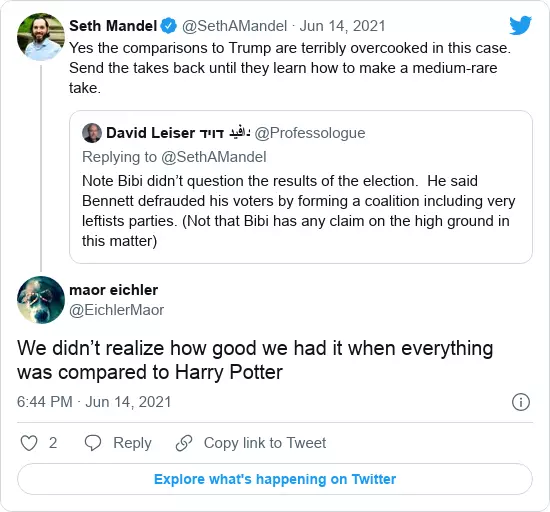 Seth Mandel @SethAMandel · Jun 14, 2021
Yes the comparisons to Trump are terribly overcooked in this case.
Send the takes back until they learn how to make a medium-rare
take.
David Leiser דויד دافيد @Professologue
Replying to @SethAMandel
Note Bibi didn’t question the results of the election.  He said
Bennett defrauded his voters by forming a coalition including very
leftists parties. (Not that Bibi has any claim on the high ground in
this matter)
maor eichler
@EichlerMaor
We didn’t realize how good we had it when everything
was compared to Harry Potter
6:44 PM · Jun 14, 2021
2 Reply Copy link to Tweet
Explore what's happening on Twitter